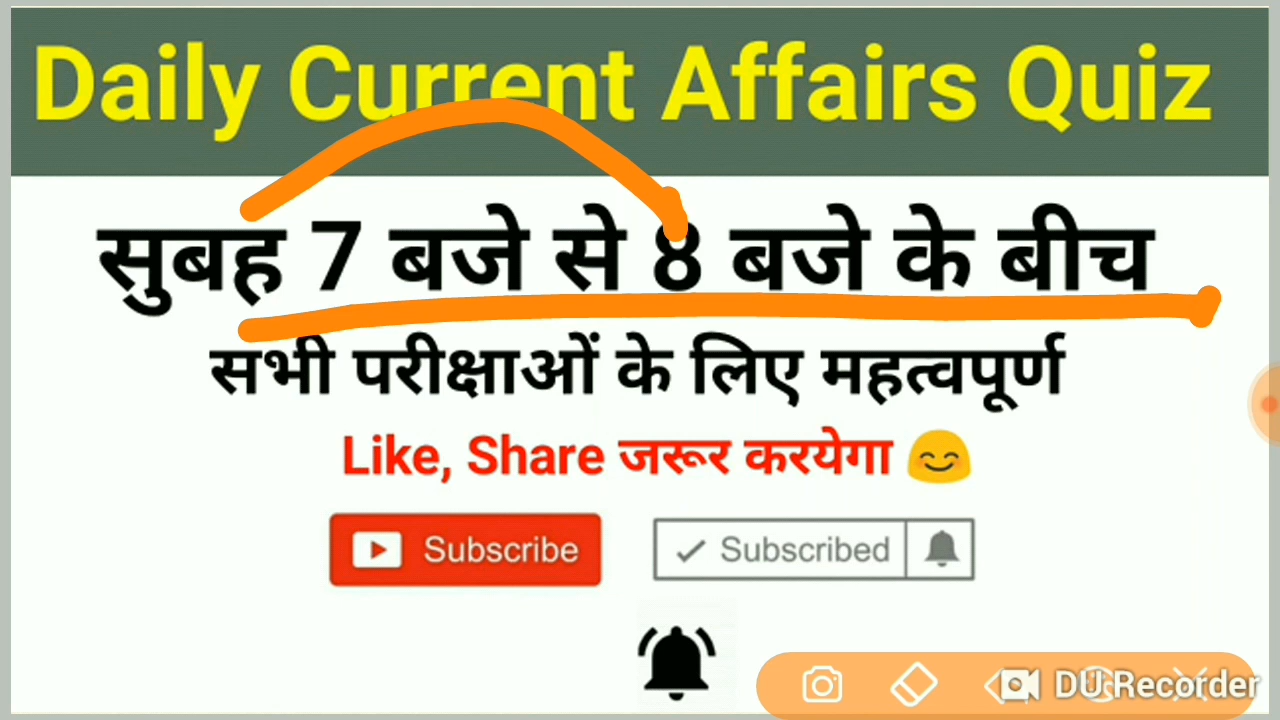 Daily Current Affairs Quiz
सुबह 7 बजे से 8 बजे के बीच
सभी परीक्षाओं के लिए महत्वपूर्ण
Like, Share जरूर करयेगा
Subscribe
Subscribed
DU Recorder